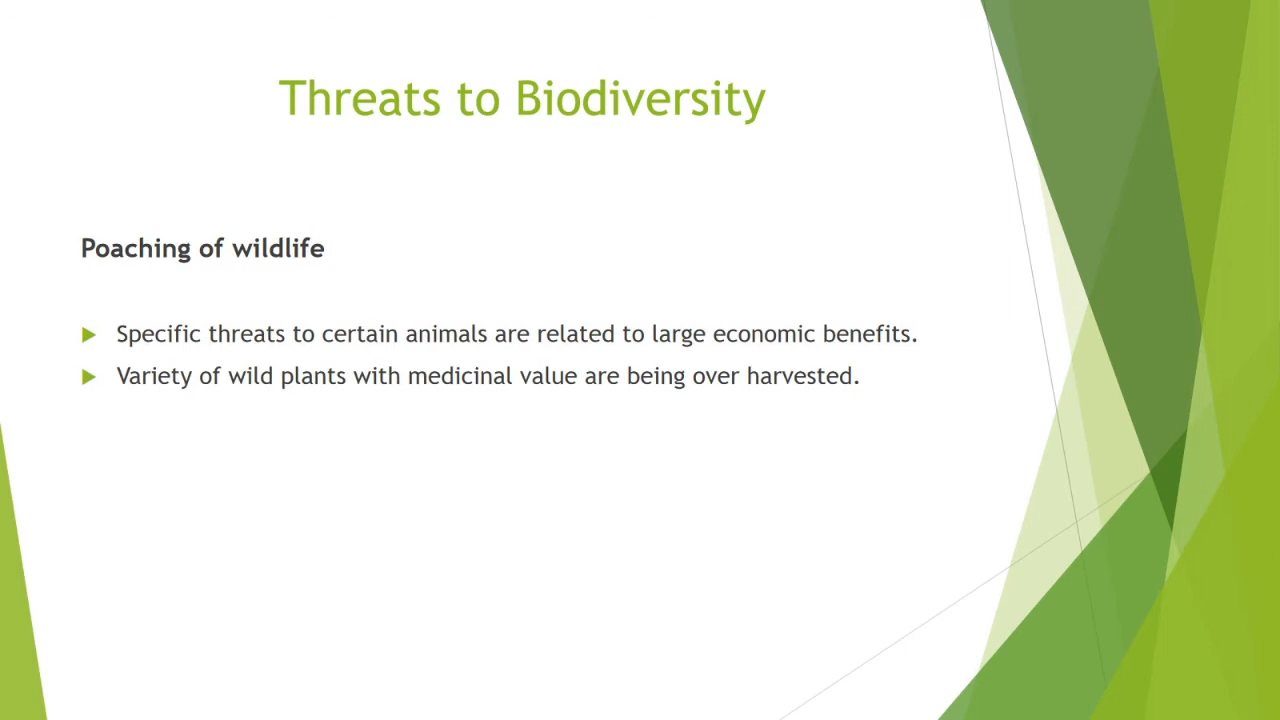 Threats to Biodiversity
Poaching of wildlife
Specific threats to certain animals are related to large economic benefits.
Variety of wild plants with medicinal value are being over harvested.